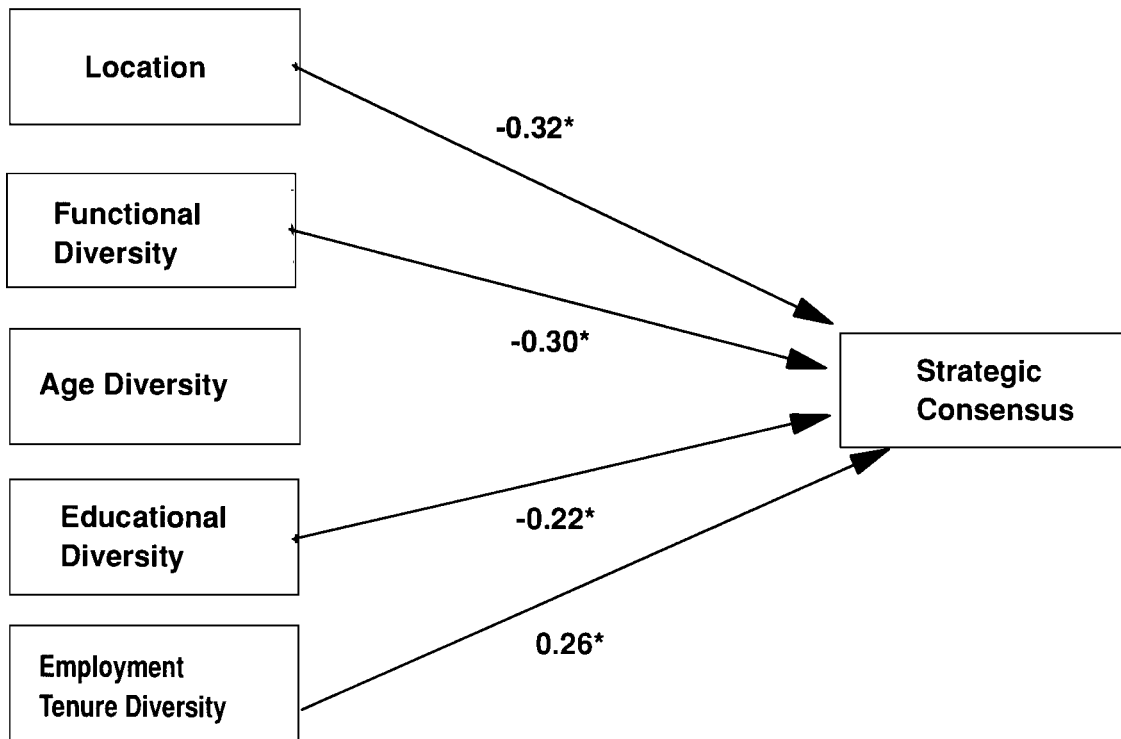 Location
-0.32*
Functional
Diversity
-0.30*
Age Diversity
Strategic
Consensus
Educational
Diversity
-0.22*
Employment
Tenure Diversity
0.26*